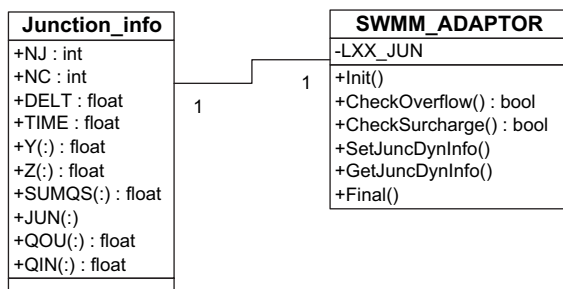 Junction_info
+NJ : int
+NC : int
+DELT : float
+TIME : float
+Y(:) : float
+Z(:) : float
+SUMQS(:) : float
+JUN(:)
+QOU(:) : float
+QIN(:) : float
1
1
SWMM_ADAPTOR
-LXX_JUN
+Init()
+CheckOverflow() : bool
+CheckSurcharge() : bool
+SetJuncDynInfo()
+GetJuncDynInfo()
+Final()